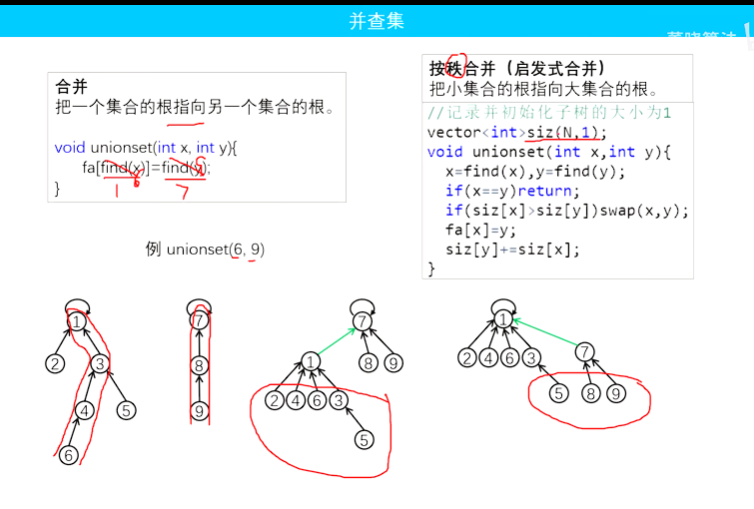 并查集
合并
把一个集合的根指向另一个集合的根。
void unionset(int x, int y){
fa[find(x)]=find(y);
}
1 6 7 9
例 unionset(6, 9)
按秩合并（启发式合并）
把小集合的根指向大集合的根。
//记录并初始化子树的大小为1
vector<int>siz(N,1);
void unionset(int x,int y){
x=find(x),y=find(y);
if(x==y)return;
if(siz[x]>siz[y])swap(x,y);
fa[x]=y;
siz[y]+=siz[x];
}
1
2 3
4 5
6
7
8
9
7
1 8 9
2 4 6 3
5
1
2 4 6 3 7
5 8 9